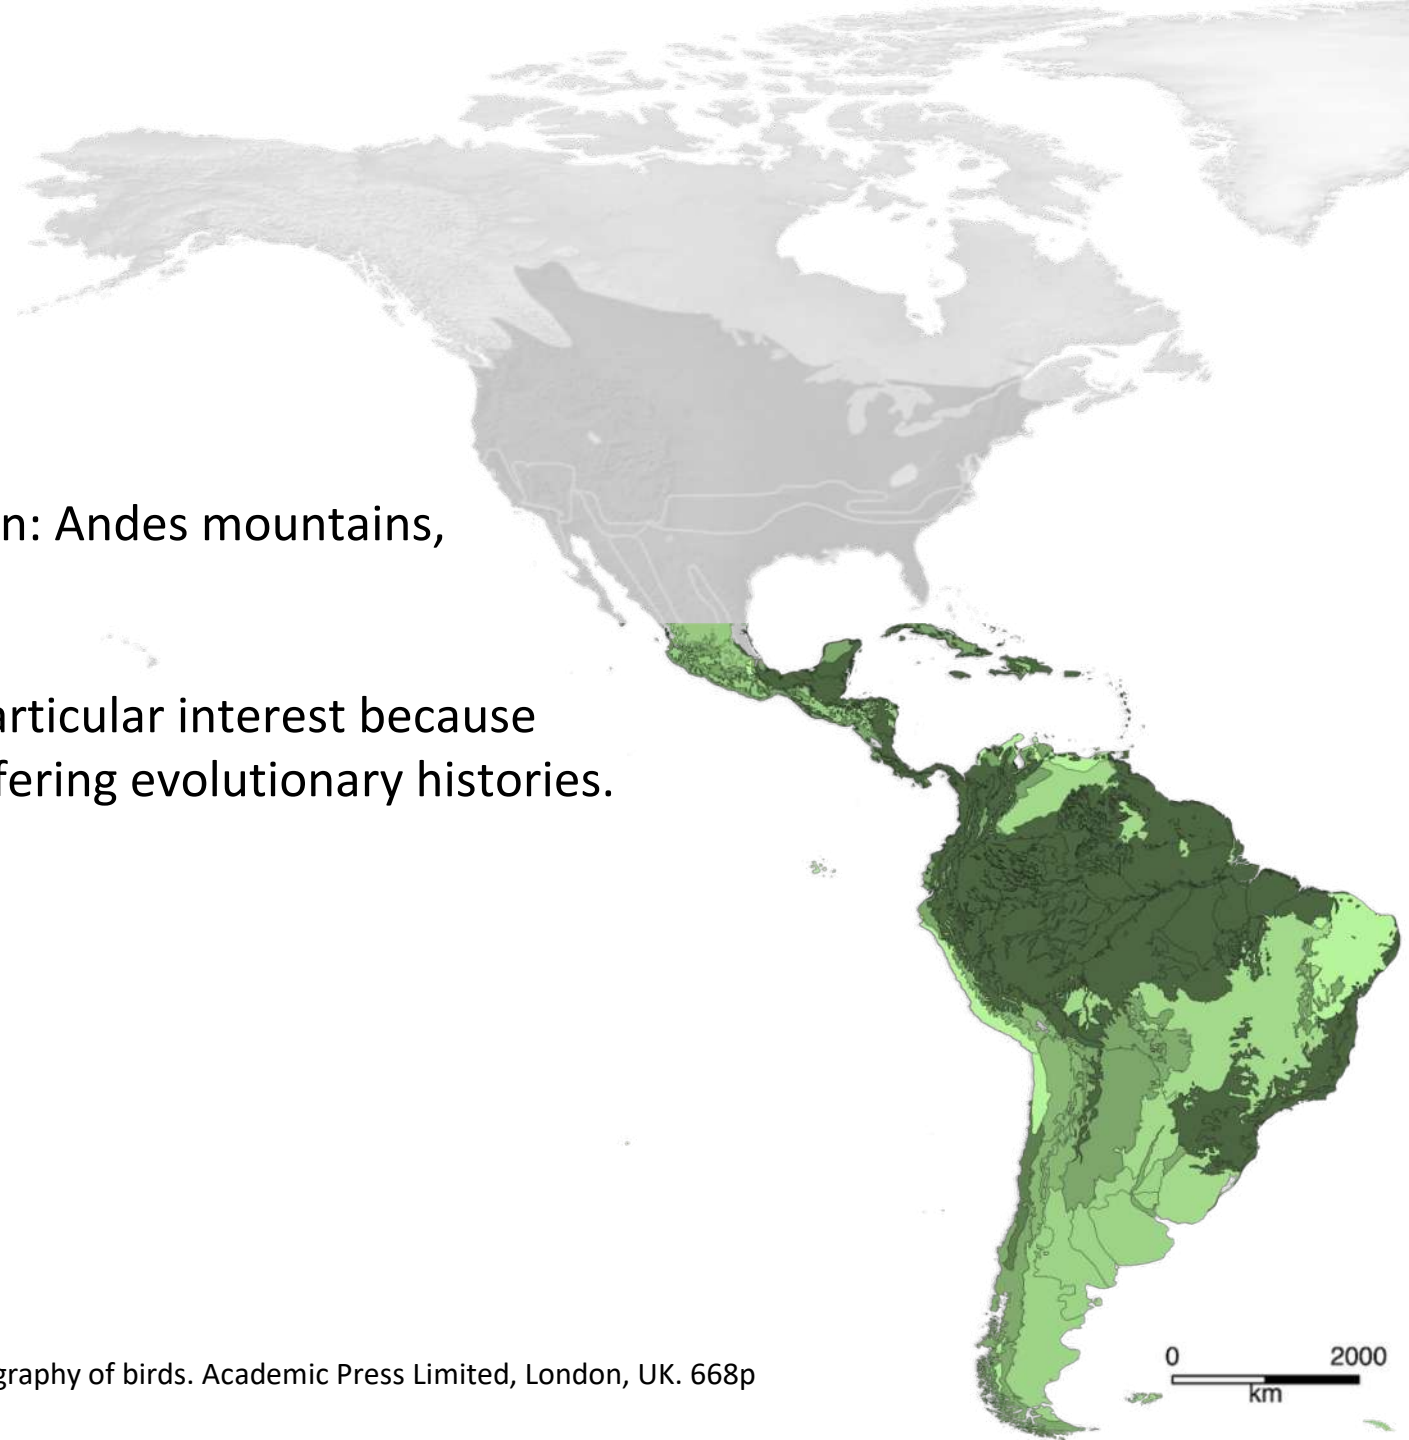 n: Andes mountains,
articular interest because
fering evolutionary histories.
graphy of birds. Academic Press Limited, London, UK. 668p
0 2000
km